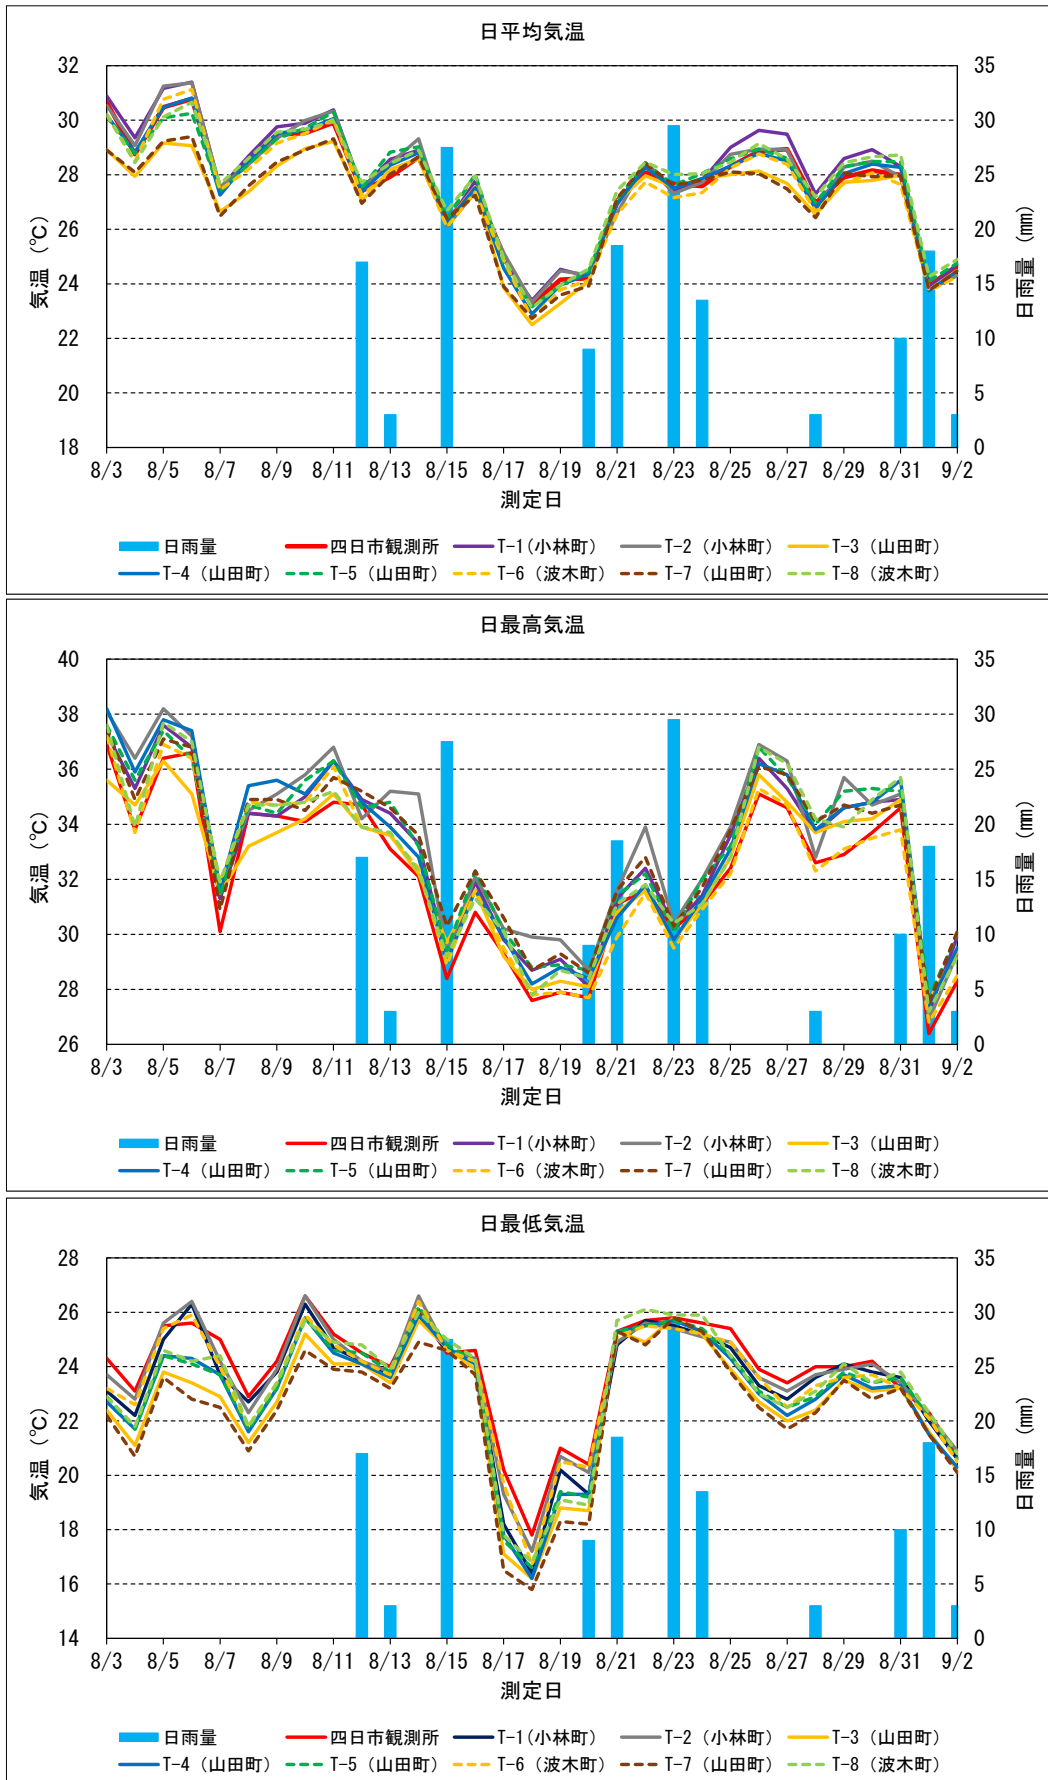 日平均気温
32 35
30 30
28 25
26 20
24 15
22 10
20 5
18 0
気温 (℃)
日雨量 (mm)
8/3 8/5 8/7 8/9 8/11 8/13 8/15 8/17 8/19 8/21 8/23 8/25 8/27 8/29 8/31 9/2
測定日
日雨量 四日市観測所 T-1(小林町) T-2 (小林町) T-3 (山田町)
T-4 (山田町) T-5 (山田町) T-6 (波木町) T-7 (山田町) T-8 (波木町)
日最高気温
40 35
38 30
36 25
34 20
32 15
30 10
28 5
26 0
気温 (℃)
日雨量 (mm)
8/3 8/5 8/7 8/9 8/11 8/13 8/15 8/17 8/19 8/21 8/23 8/25 8/27 8/29 8/31 9/2
測定日
日雨量 四日市観測所 T-1(小林町) T-2 (小林町) T-3 (山田町)
T-4 (山田町) T-5 (山田町) T-6 (波木町) T-7 (山田町) T-8 (波木町)
日最低気温
28 35
26 30
24 25
22 20
20 15
18 10
16 5
14 0
気温 (℃)
日雨量 (mm)
8/3 8/5 8/7 8/9 8/11 8/13 8/15 8/17 8/19 8/21 8/23 8/25 8/27 8/29 8/31 9/2
測定日
日雨量 四日市観測所 T-1(小林町) T-2 (小林町) T-3 (山田町)
T-4 (山田町) T-5 (山田町) T-6 (波木町) T-7 (山田町) T-8 (波木町)